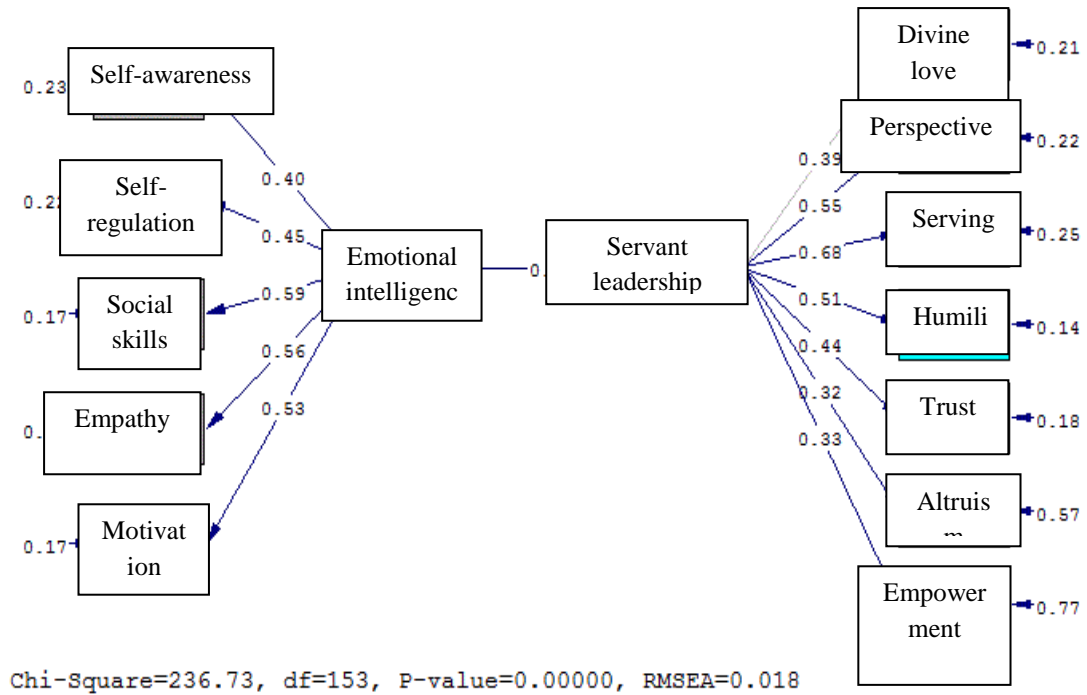 Self-awareness
0.23
Self-
regulation
Social
skills
0.17
Empathy
0.
Motivat
ion
0.17
0.40
0.45
0.59
0.56
0.53
Emotional
intelligenc
0.
Servant
leadership
0.39
0.55
0.68
0.51
0.44
0.32
0.33
Divine
love
0.21
Perspective
0.22
Serving
0.25
Humili
0.14
Trust
0.18
Altruis
m
0.57
Empower
ment
0.77
Chi-Square=236.73, df=153, P-value=0.00000, RMSEA=0.018